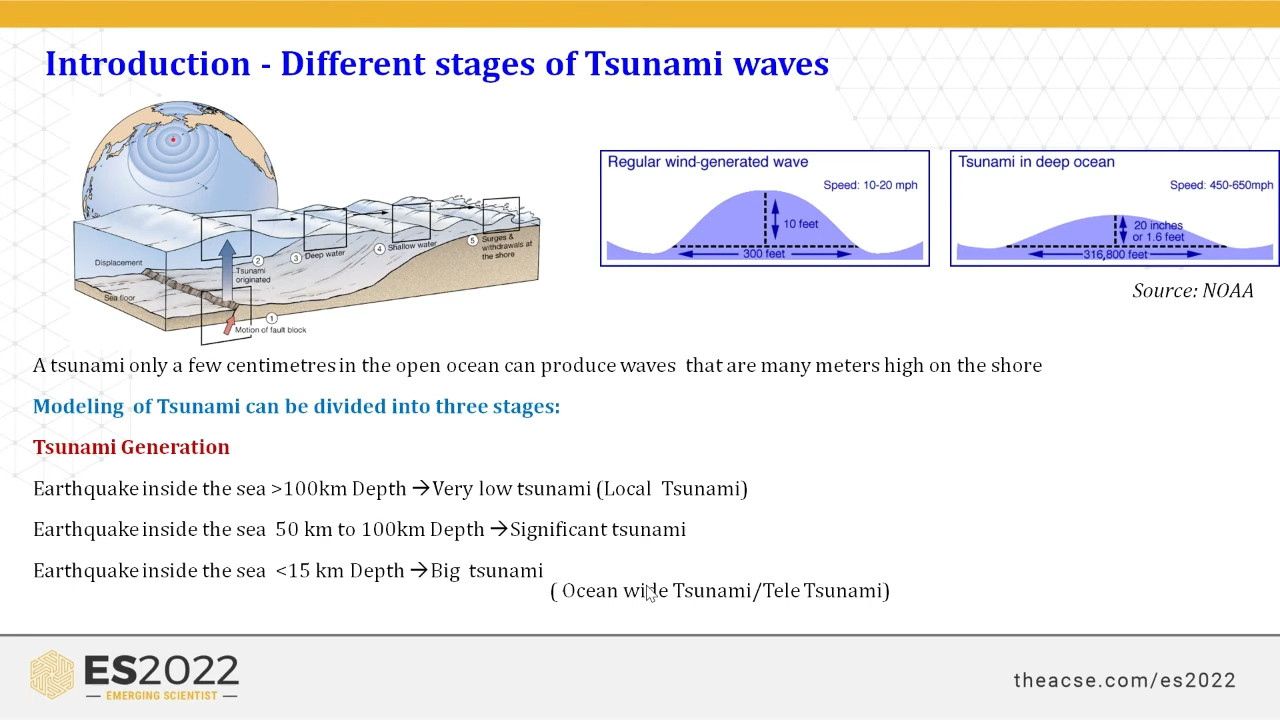 Introduction - Different stages of Tsunami waves
Displacement
Sea floor
1
Motion of fault block
2
Tsunami
originated
3 Deep water
4 Shallow water
5 Surges &
withdrawals at
the shore
Regular wind-generated wave
Speed: 10-20 mph
10 feet
300 feet
Tsunami in deep ocean
Speed: 450-650mph
20 inches
or 1.6 feet
316,800 feet
Source: NOAA
A tsunami only a few centimetres in the open ocean can produce waves that are many meters high on the shore
Modeling of Tsunami can be divided into three stages:
Tsunami Generation
Earthquake inside the sea >100km Depth →Very low tsunami (Local Tsunami)
Earthquake inside the sea 50 km to 100km Depth →Significant tsunami
Earthquake inside the sea <15 km Depth →Big tsunami
( Ocean wide Tsunami/Tele Tsunami)
ES2022
EMERGING SCIENTIST
theacse.com/es2022